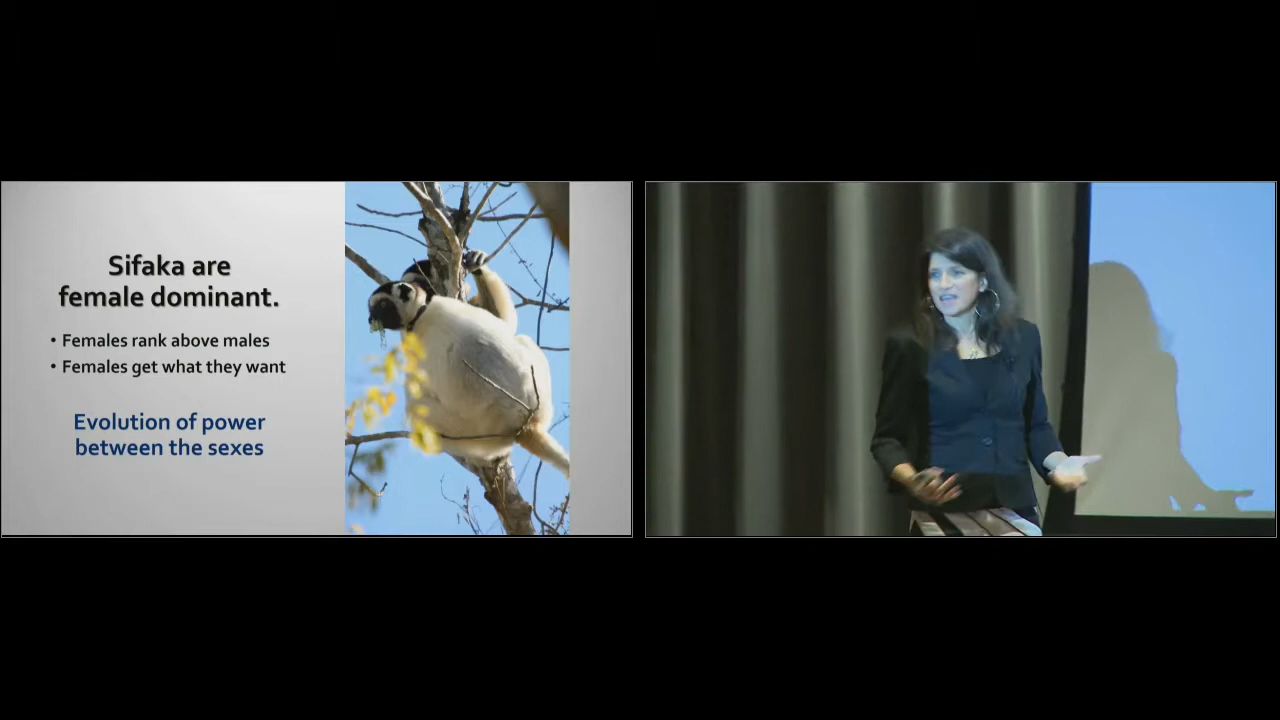 Sifaka are
female dominant.
• Females rank above males
• Females get what they want
Evolution of power
between the sexes